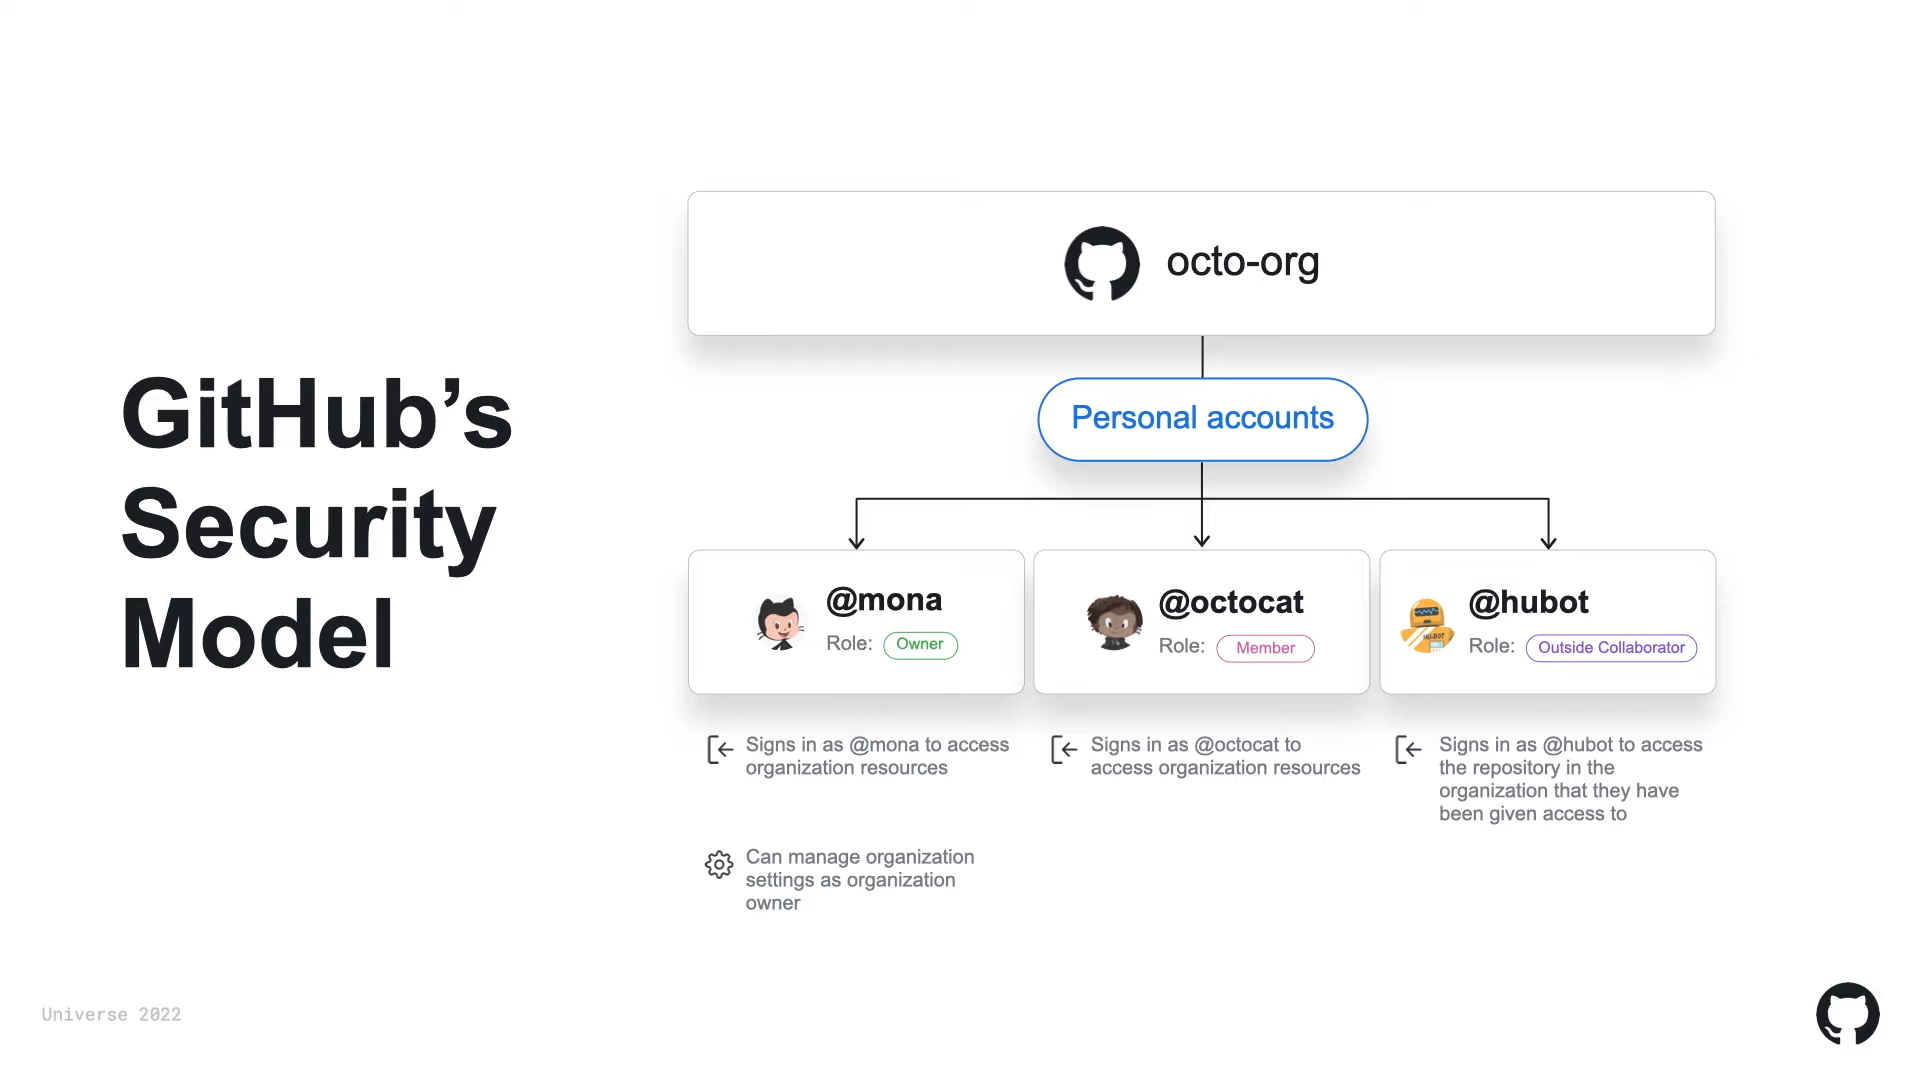 GitHub’s
Security
Model
octo-org
Personal accounts
@mona
Role: Owner
@octocat
Role: Member
HU-BOT
@hubot
Role: Outside Collaborator
Signs in as @mona to access
organization resources
Can manage organization
settings as organization
owner
Signs in as @octocat to
access organization resources
Signs in as @hubot to access
the repository in the
organization that they have
been given access to
Universe 2022